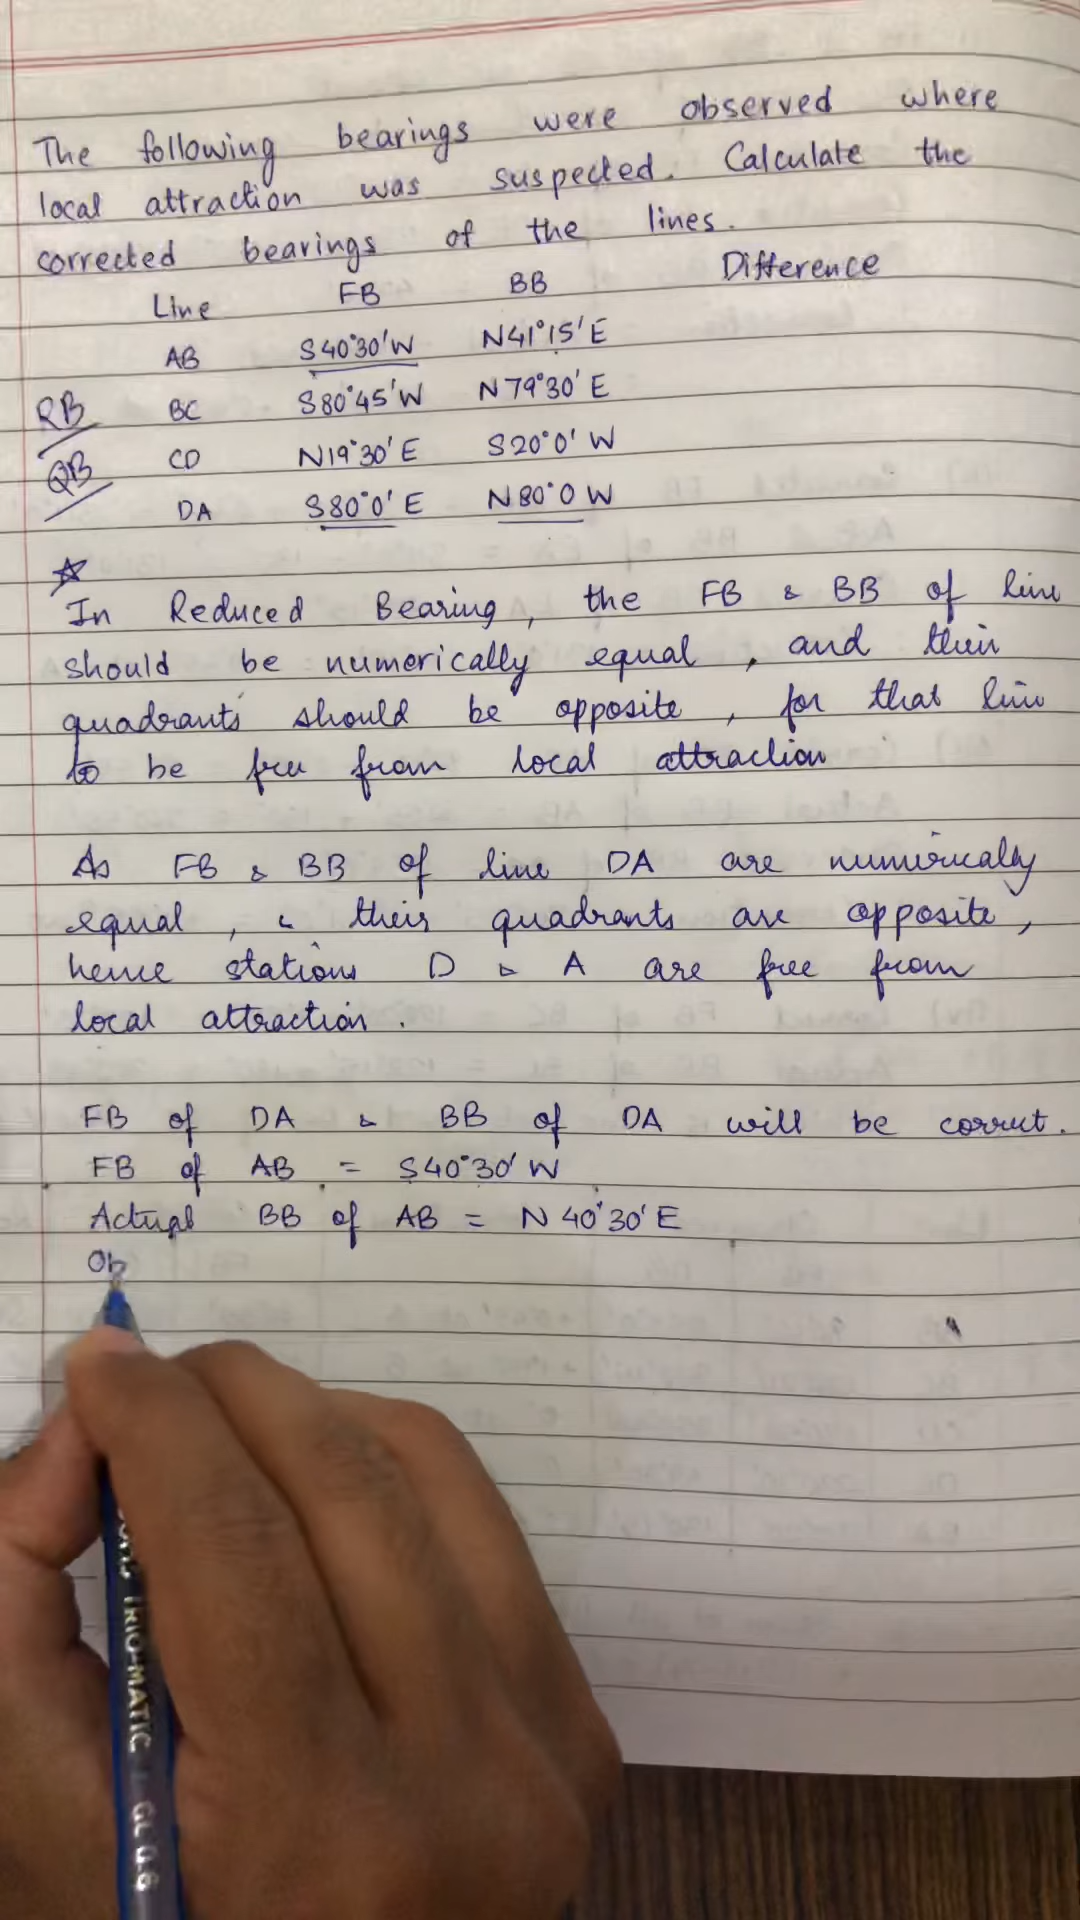 The following bearings were observed where
local attraction was suspected. Calculate the
corrected bearings of the lines.
Line FB BB Difference
AB S40°30'W N41°15'E
RB BC S80°45'W N79°30'E
QB CD N19°30'E S20°0'W
DA S80°0'E N80°0W
In Reduced Bearing, the FB & BB of line
should be numerically equal, and their
quadrants should be opposite, for that line
to be free from local attraction
As FB & BB of line DA are numerically
equal, & their quadrants are opposite,
hence stations D & A are free from
local attraction.
FB of DA & BB of DA will be correct.
FB of AB = S40°30'W
Actual BB of AB = N40°30'E
Ob
TRIO-MATIC GL 0.6